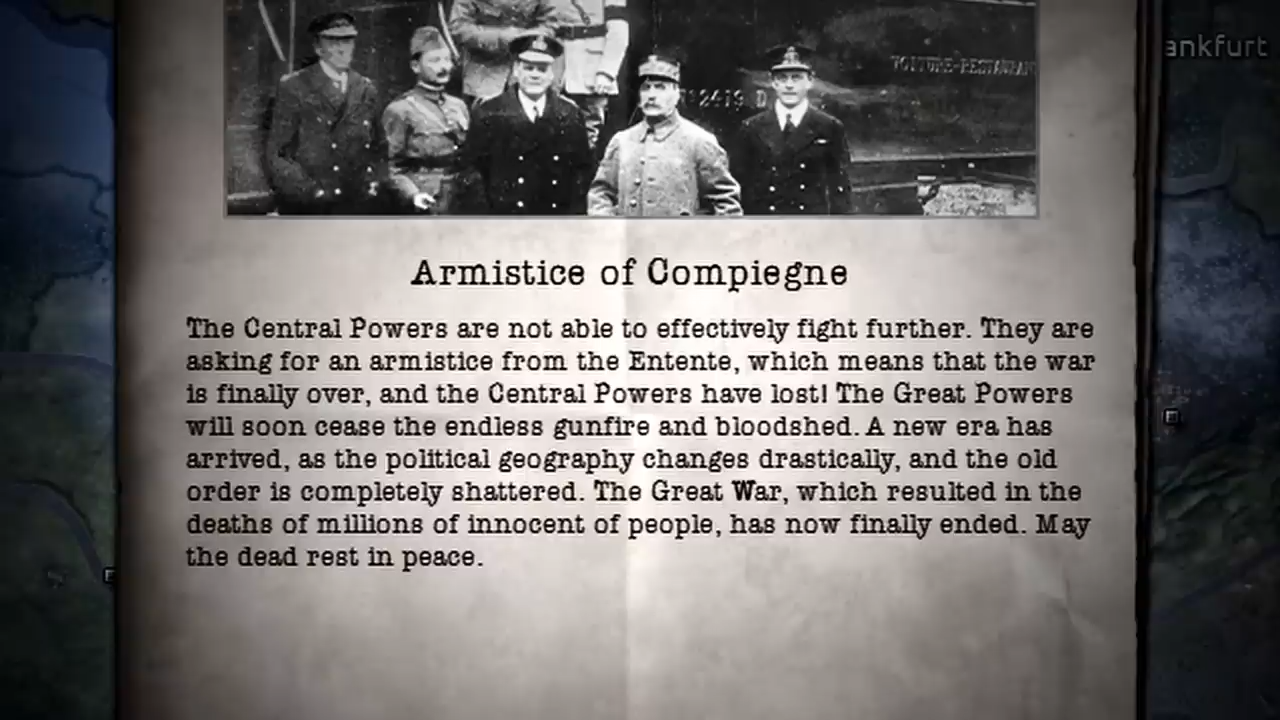 ankfurt
VOITURE-RESTAURAN
2419 D
Armistice of Compiegne
The Central Powers are not able to effectively fight further. They are
asking for an armistice from the Entente, which means that the war
is finally over, and the Central Powers have lost! The Great Powers
will soon cease the endless gunfire and bloodshed. A new era has
arrived, as the political geography changes drastically, and the old
order is completely shattered. The Great War, which resulted in the
deaths of millions of innocent of people, has now finally ended. May
the dead rest in peace.